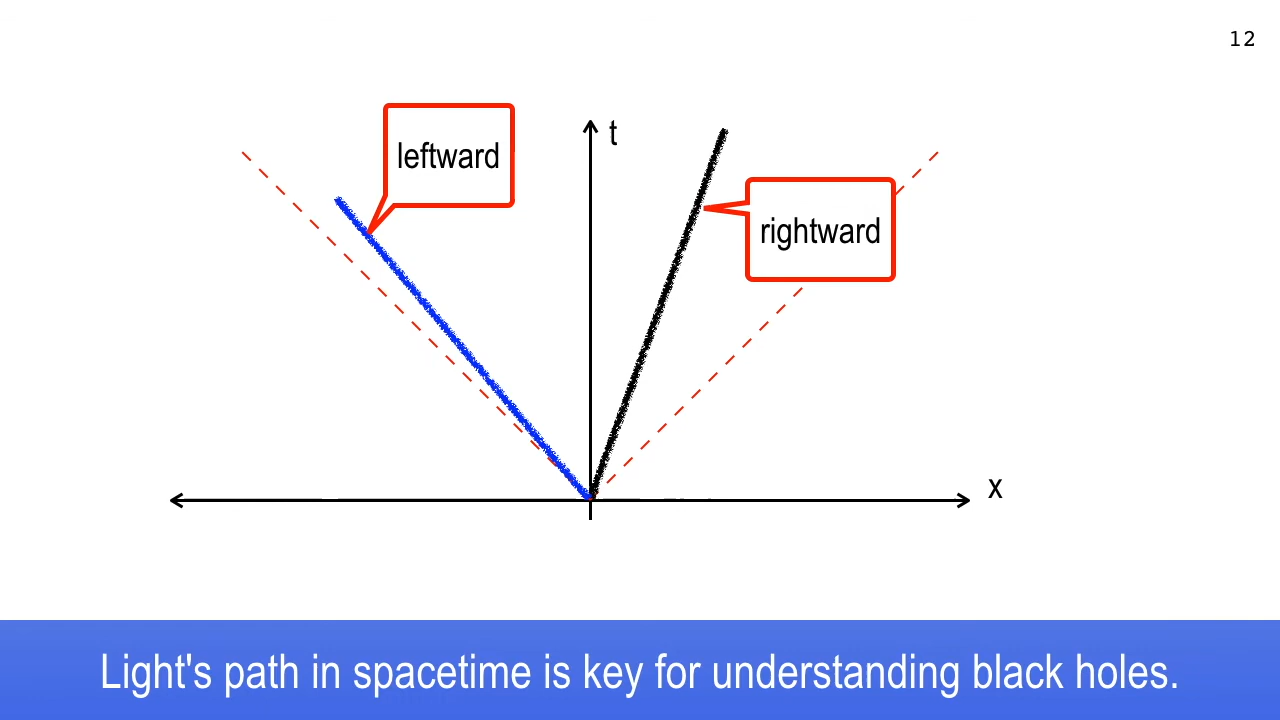 12
t
leftward
rightward
x
Light's path in spacetime is key for understanding black holes.